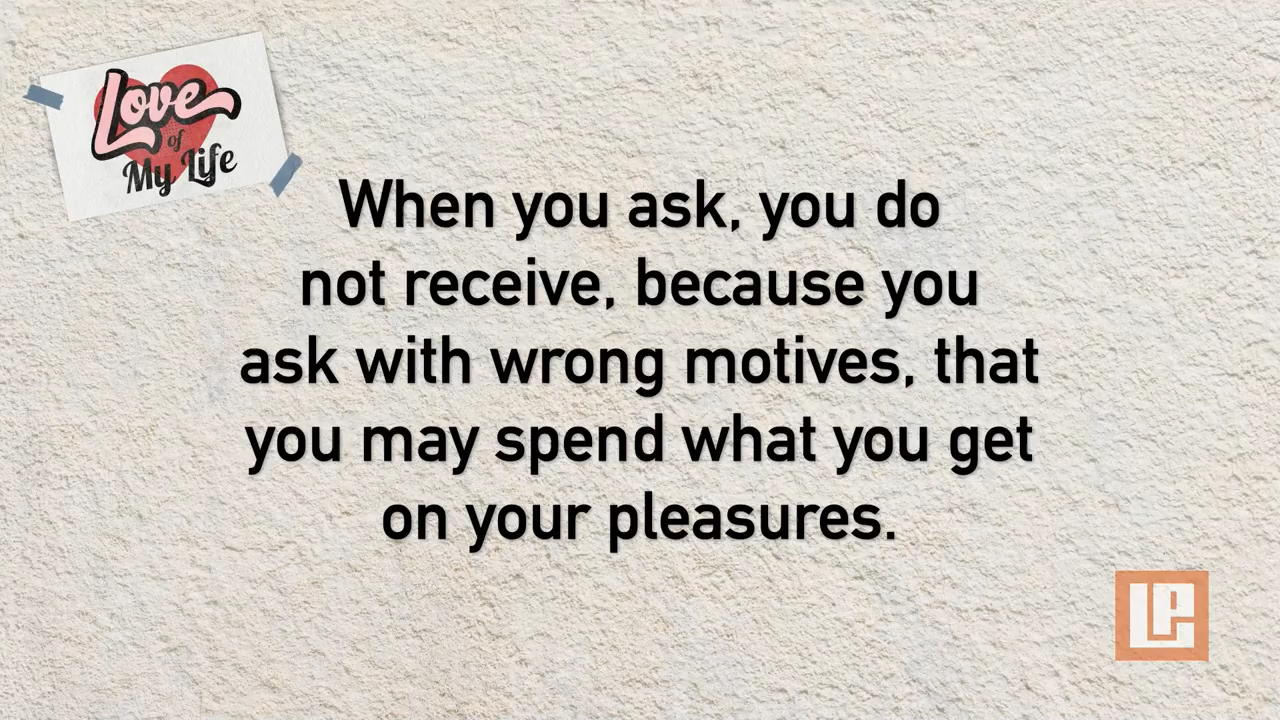 Love
of
My Life
When you ask, you do
not receive, because you
ask with wrong motives, that
you may spend what you get
on your pleasures.
LP